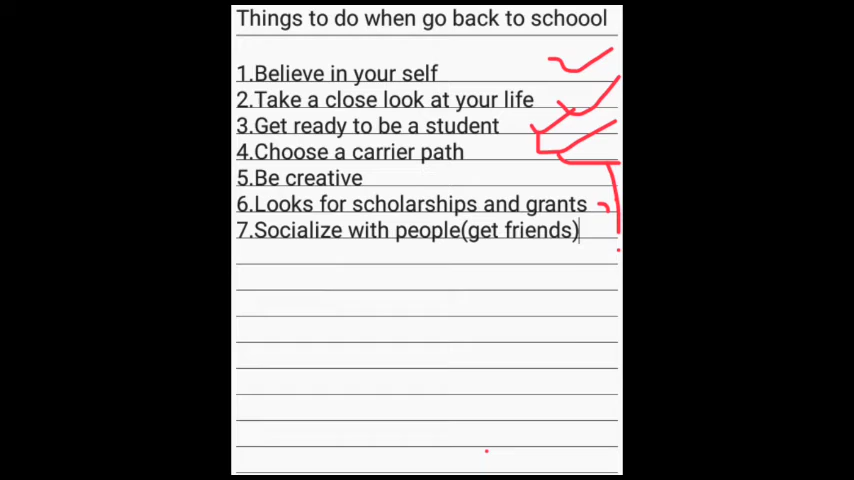 Things to do when go back to schoool
1.Believe in your self
2.Take a close look at your life
3.Get ready to be a student
4.Choose a carrier path
5.Be creative
6.Looks for scholarships and grants
7.Socialize with people(get friends)